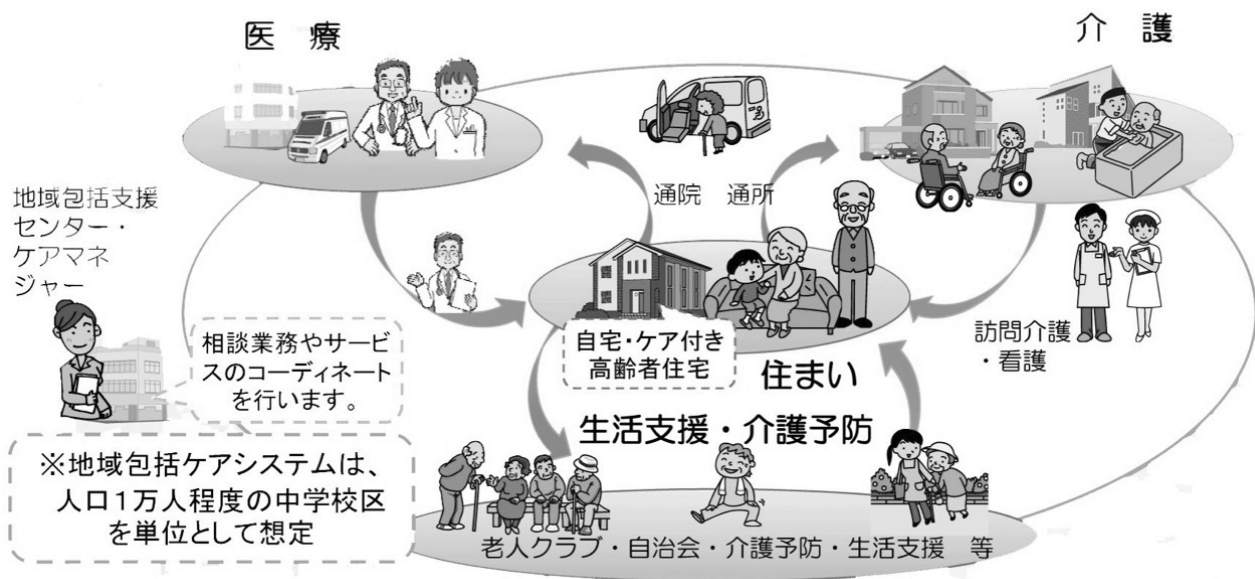 医 療
介 護
通院 通所
地域包括支援
センター・
ケアマネ
ジャー
相談業務やサービ
スのコーディネート
を行います。
自宅・ケア付き
高齢者住宅
住まい
訪問介護
・看護
生活支援・介護予防
※地域包括ケアシステムは、
人口1万人程度の中学校区
を単位として想定
老人クラブ・自治会・介護予防・生活支援 等